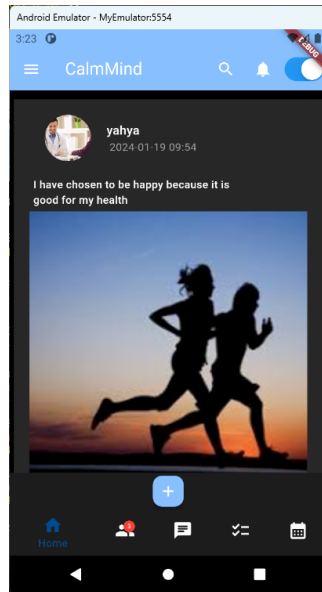 Android Emulator - MyEmulator:5554
3:23
DEBUG
CalmMind
yahya
2024-01-19 09:54
I have chosen to be happy because it is
good for my health
+
3
Home